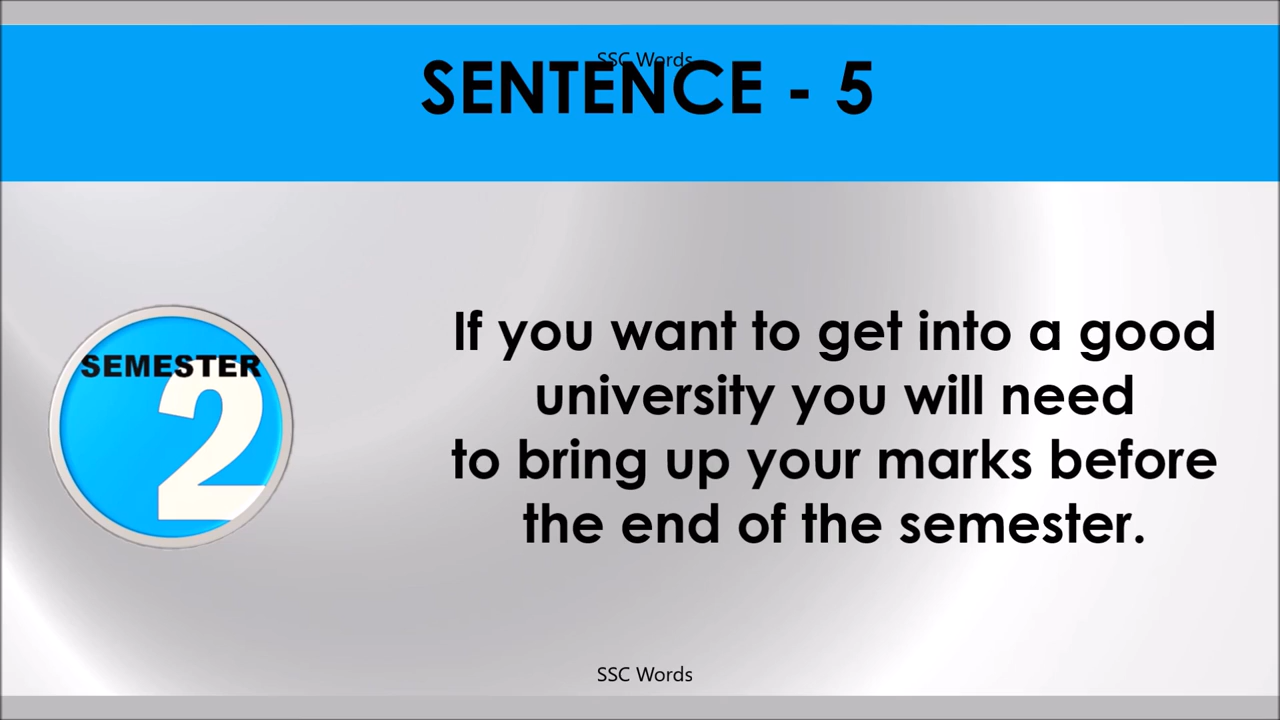 SSC Words
SENTENCE - 5
SEMESTER
2
If you want to get into a good
university you will need
to bring up your marks before
the end of the semester.
SSC Words